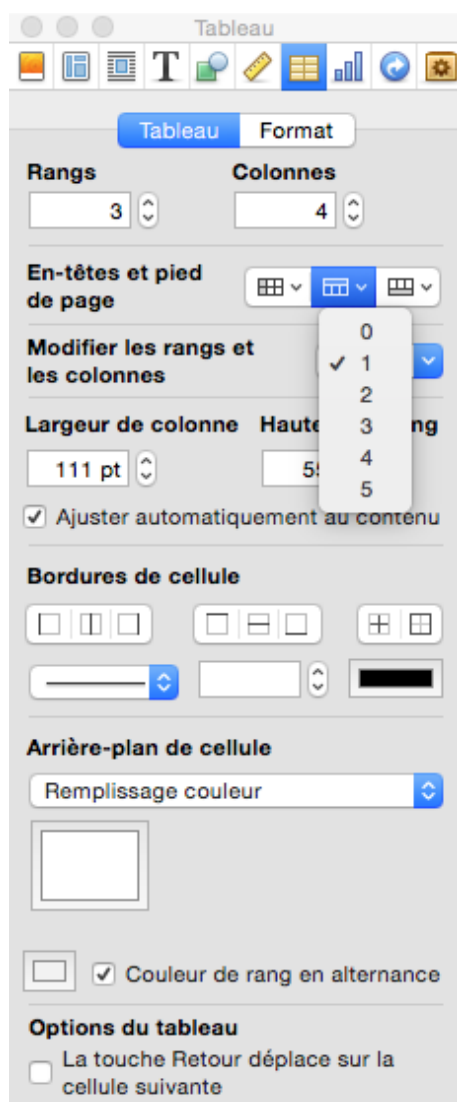 Tableau
T
Tableau Format
Rangs Colonnes
3 4
En-têtes et pied
de page
0
Modifier les rangs et
✓ 1
les colonnes
2
Largeur de colonne Haute ng
3
111 pt 55
4
5
Ajuster automatiquement au contenu
Bordures de cellule
Arrière-plan de cellule
Remplissage couleur
Couleur de rang en alternance
Options du tableau
La touche Retour déplace sur la
cellule suivante